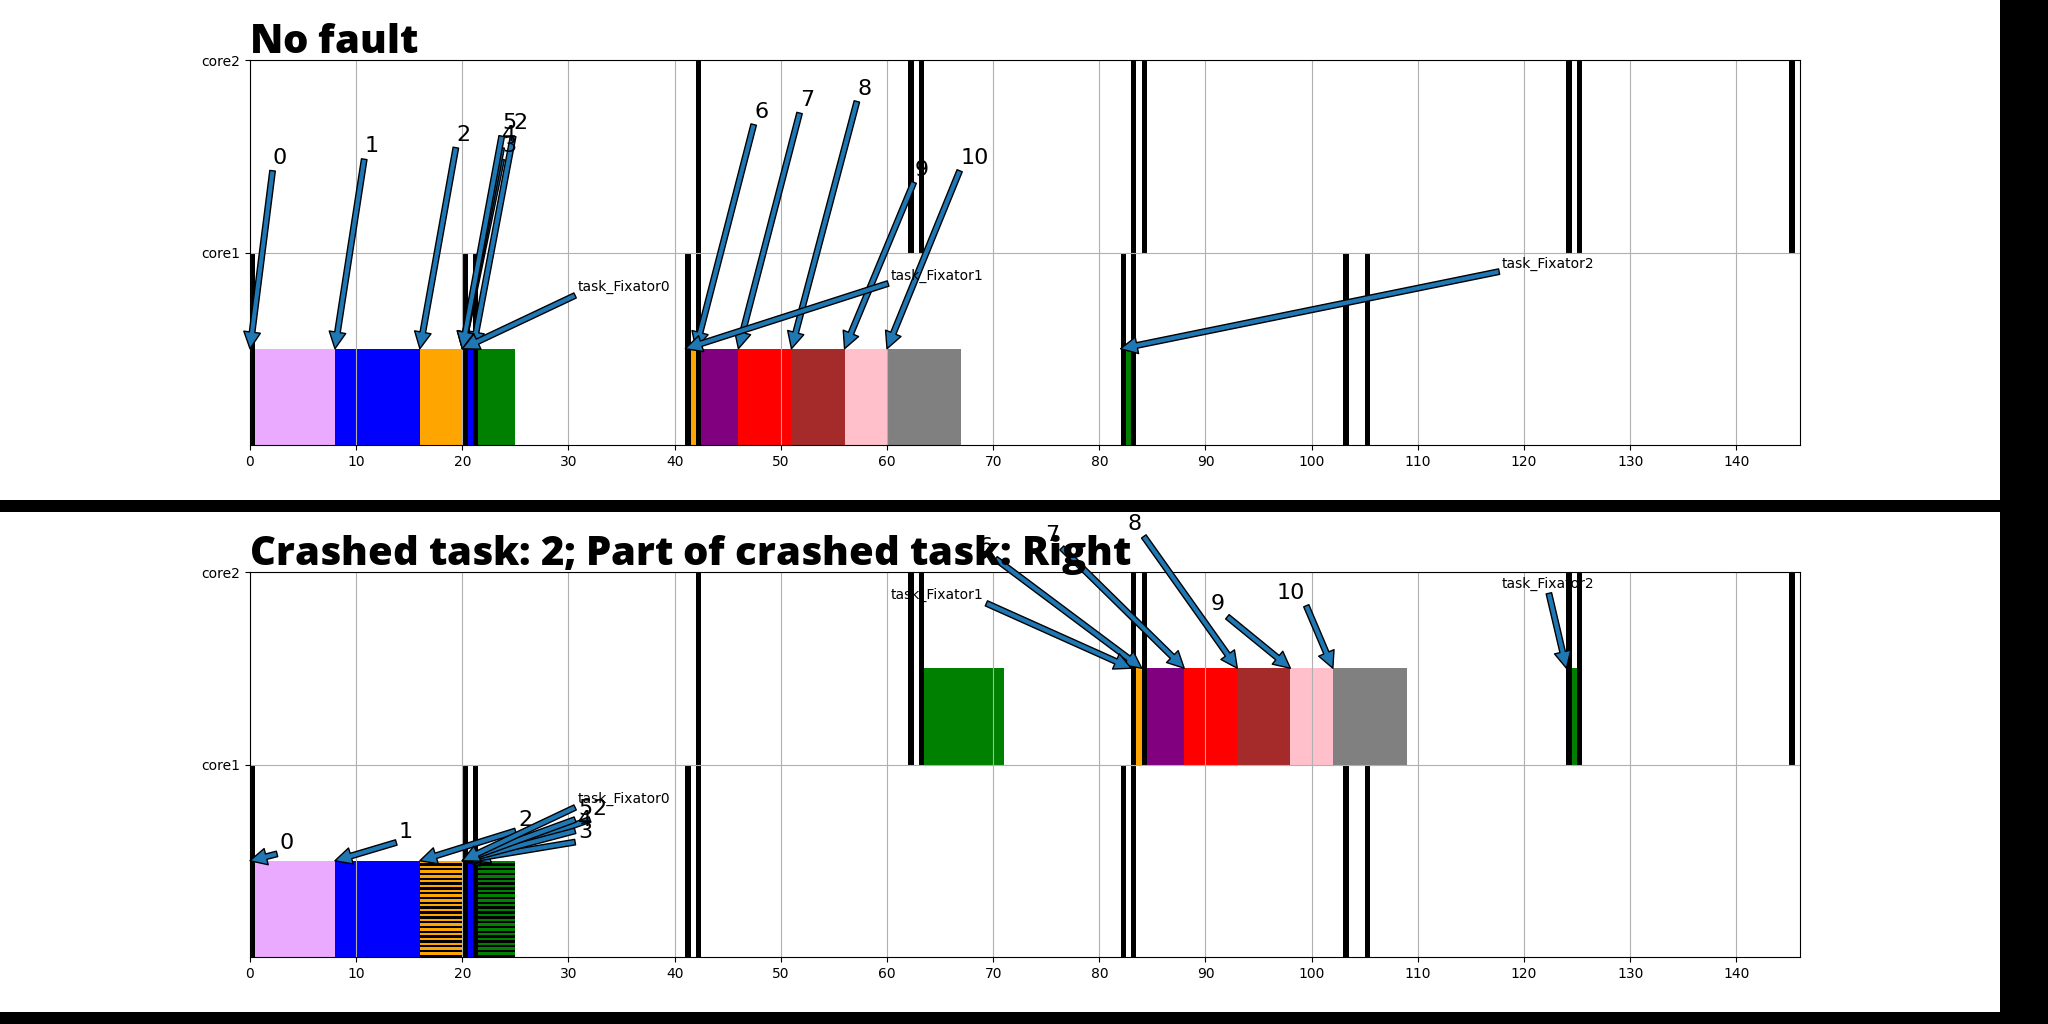 No fault
core2
8
7
6
52
4
3
2
1
0
10
9
core1
task_Fixator0
task_Fixator1
task_Fixator2
0 10 20 30 40 50 60 70 80 90 100 110 120 130 140
8
7
6
Crashed task: 2; Part of crashed task: Right
core2
task_Fixator1
9
10
task_Fixator2
core1
task_Fixator0
52
4
3
2
1
0
0 10 20 30 40 50 60 70 80 90 100 110 120 130 140